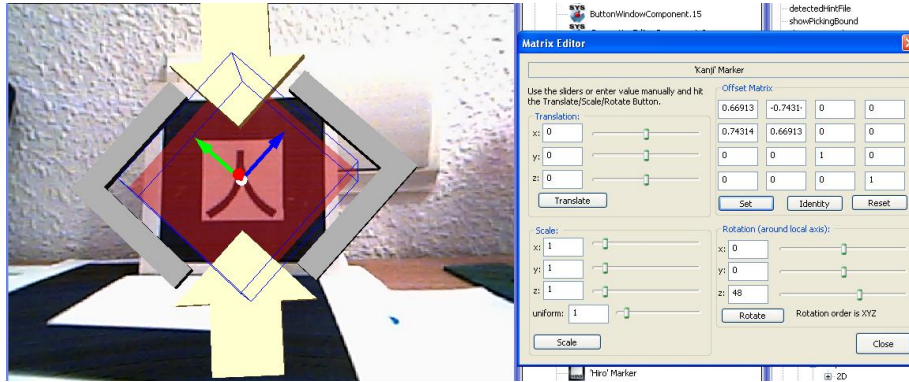 火
SYS
ButtonWindowComponent.15
SYS
detectedHintFile
showPickingBound
Matrix Editor
'Kanji' Marker
Use the sliders or enter value manually and hit
the Translate/Scale/Rotate Button.
Translation:
x: 0
y: 0
z: 0
Translate
Offset Matrix
0.66913 -0.7431 0 0
0.74314 0.66913 0 0
0 0 1 0
0 0 0 1
Set Identity Reset
Scale:
x: 1
y: 1
z: 1
uniform: 1
Scale
Rotation (around local axis):
x: 0
y: 0
z: 48
Rotate Rotation order is XYZ
Close
'Hiro' Marker
2D